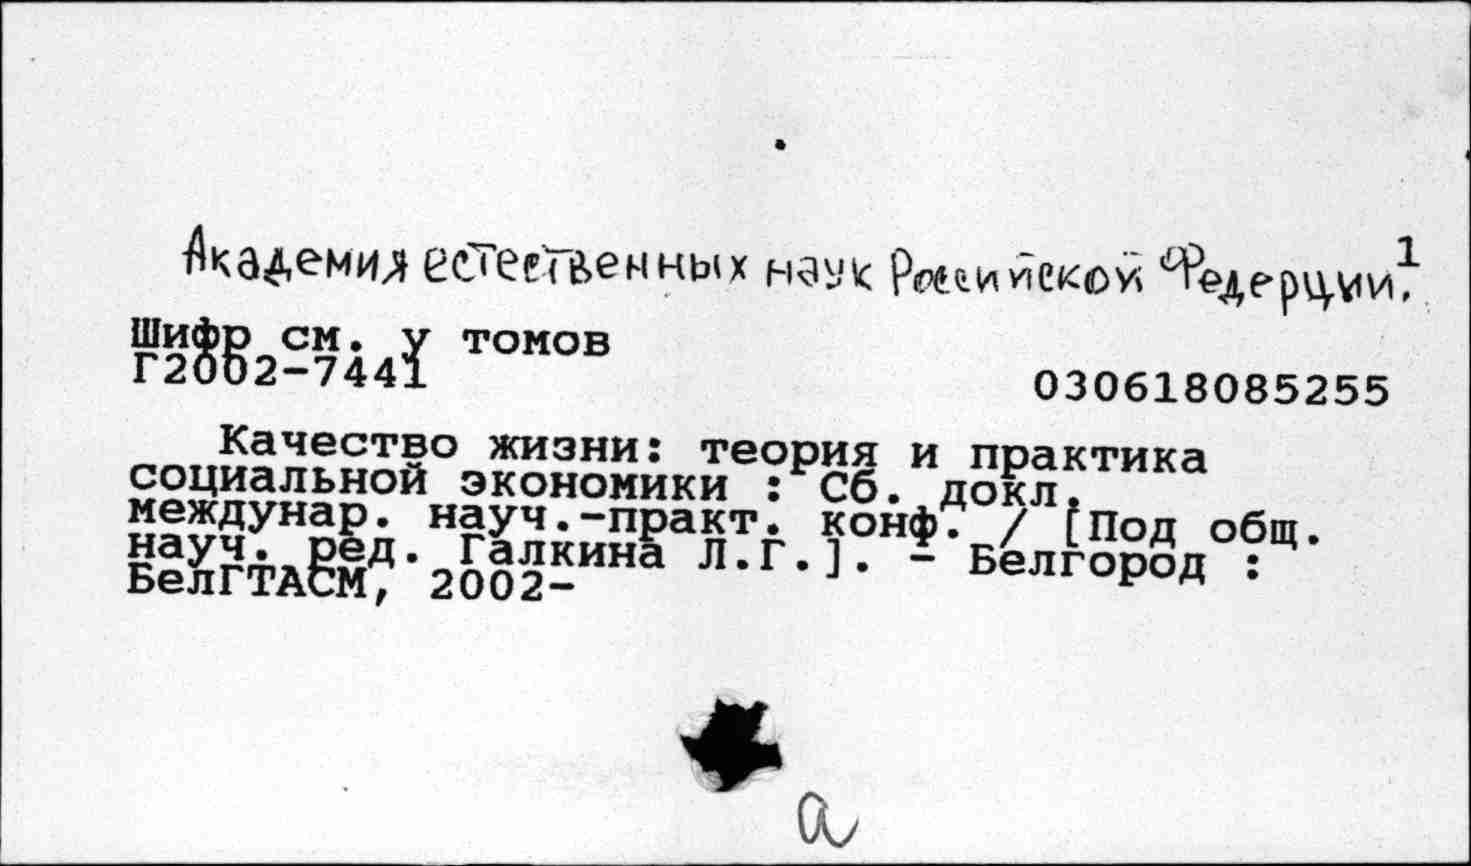 Академия естественных наук Российской Федерции. 1
Шифр см. у томов
Г2002-7441
030618085255
Качество жизни: теория и практика
социальной экономики : Сб. докл.
междунар. науч.-практ. конф. / [Под общ.
науч. ред. Галкина Л.Г.]. - Белгород :
БелГТАСМ, 2002-
а